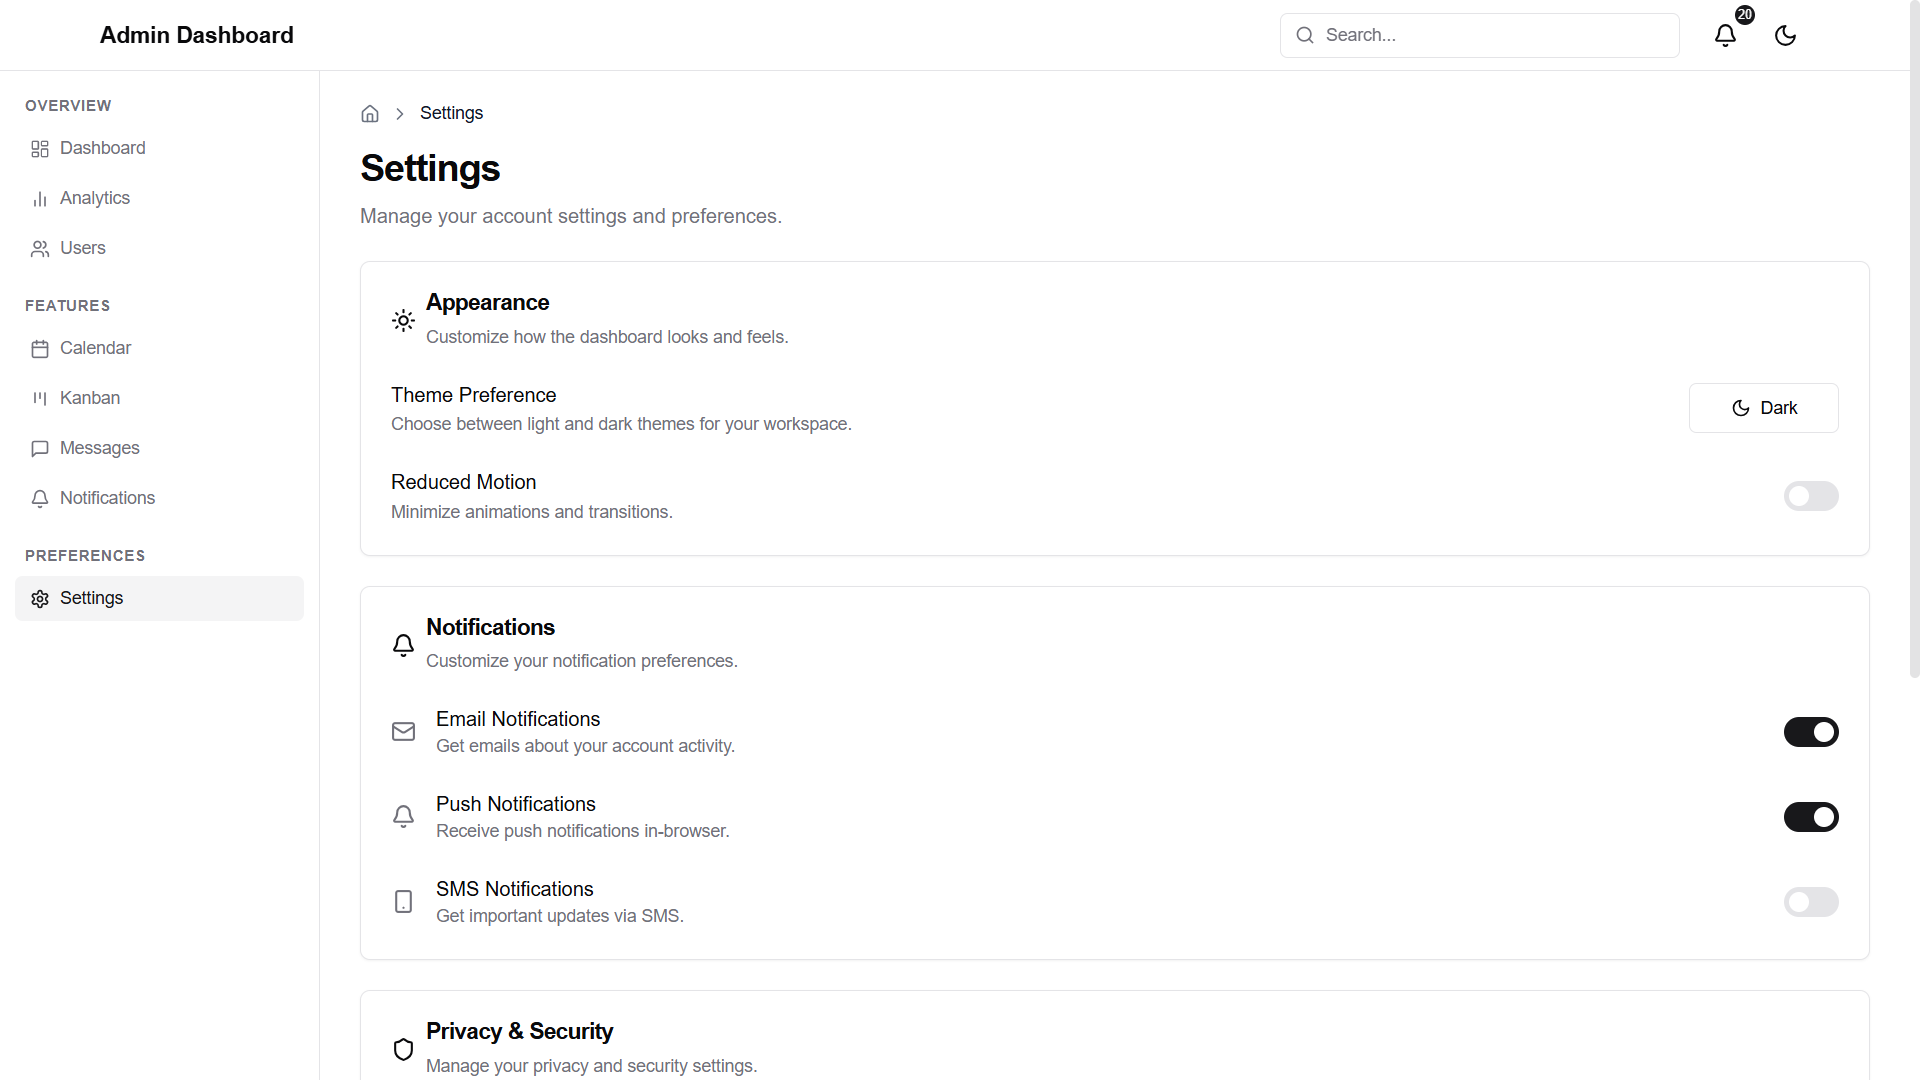 Admin Dashboard
Search...
20
OVERVIEW
Dashboard
Analytics
Users
FEATURES
Calendar
Kanban
Messages
Notifications
PREFERENCES
Settings
Settings
Settings
Manage your account settings and preferences.
Appearance
Customize how the dashboard looks and feels.
Theme Preference
Choose between light and dark themes for your workspace.
Dark
Reduced Motion
Minimize animations and transitions.
Notifications
Customize your notification preferences.
Email Notifications
Get emails about your account activity.
Push Notifications
Receive push notifications in-browser.
SMS Notifications
Get important updates via SMS.
Privacy & Security
Manage your privacy and security settings.